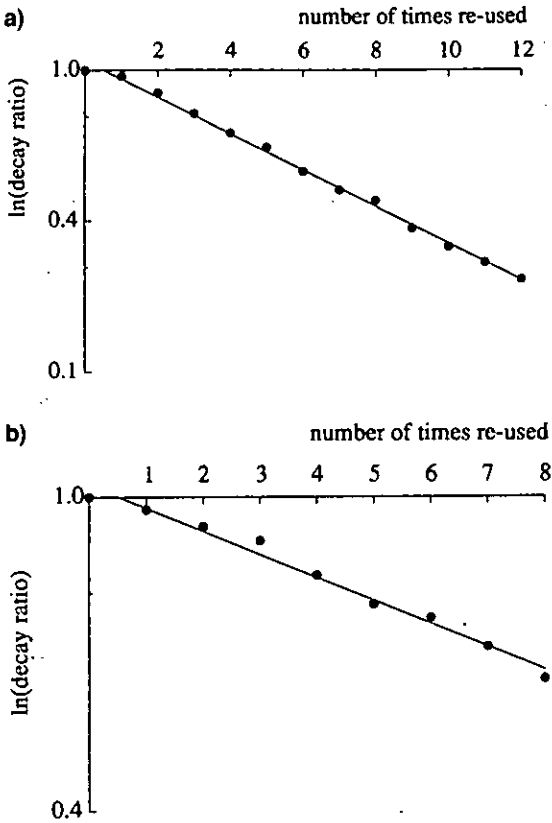 a)
number of times re-used
2 4 6 8 10 12
1.0
0.4
0.1
ln(decay ratio)
b)
number of times re-used
1 2 3 4 5 6 7 8
1.0
0.4
ln(decay ratio)